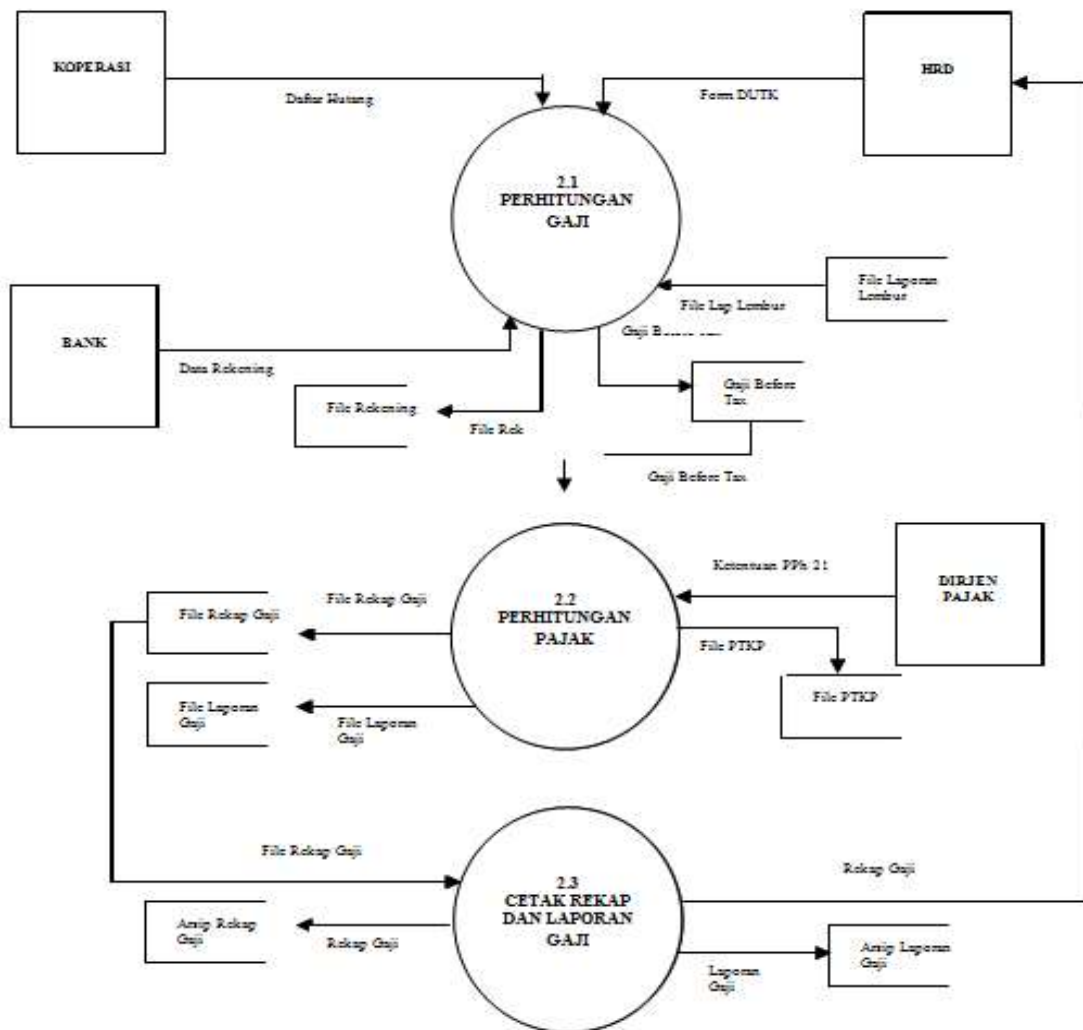 KOPERASI
HRD
Daftar Hutang
Form DUTK
2.1
PERHITUNGAN
GAJI
File Laporan
Lembur
File Lap Lembur
BANK
Data Rekening
Gaji Before Tax
File Rekening
File Rek
Gaji Before
Tax
Gaji Before Tax
Ketentuan PPh 21
DIRJEN
PAJAK
2.2
PERHITUNGAN
PAJAK
File Rekap Gaji
File Rekap Gaji
File PTKP
File PTKP
File Laporan
Gaji
File Laporan
Gaji
File Rekap Gaji
2.3
CETAK REKAP
DAN LAPORAN
GAJI
Rekap Gaji
Arsip Rekap
Gaji
Rekap Gaji
Laporan
Gaji
Arsip Laporan
Gaji